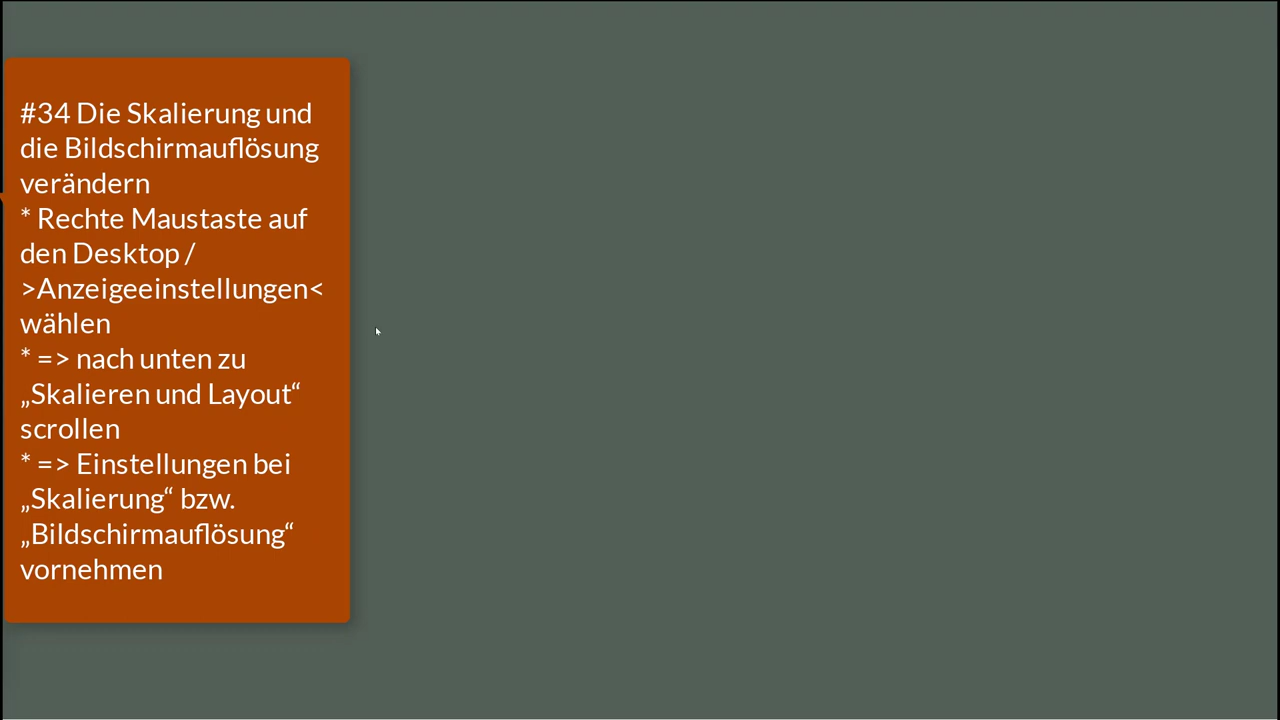 #34 Die Skalierung und
die Bildschirmauflösung
verändern
* Rechte Maustaste auf
den Desktop /
>Anzeigeeinstellungen<
wählen
* => nach unten zu
„Skalieren und Layout“
scrollen
* => Einstellungen bei
„Skalierung“ bzw.
„Bildschirmauflösung“
vornehmen